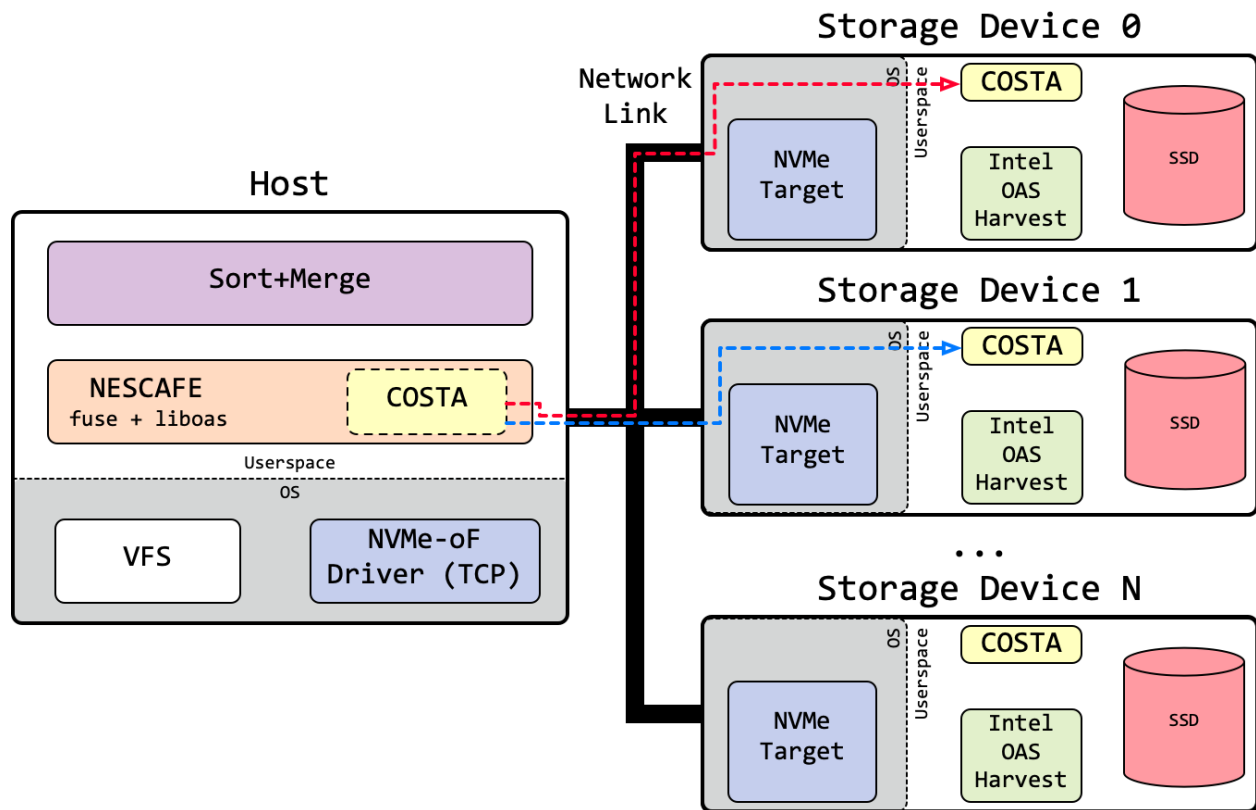 Host
Sort+Merge
NESCAFE
fuse + liboas
COSTA
Userspace
OS
VFS
NVMe-oF
Driver (TCP)
Network
Link
Storage Device 0
OS
Userspace
NVMe
Target
COSTA
Intel
OAS
Harvest
SSD
Storage Device 1
OS
Userspace
NVMe
Target
COSTA
Intel
OAS
Harvest
SSD
...
Storage Device N
OS
Userspace
NVMe
Target
COSTA
Intel
OAS
Harvest
SSD